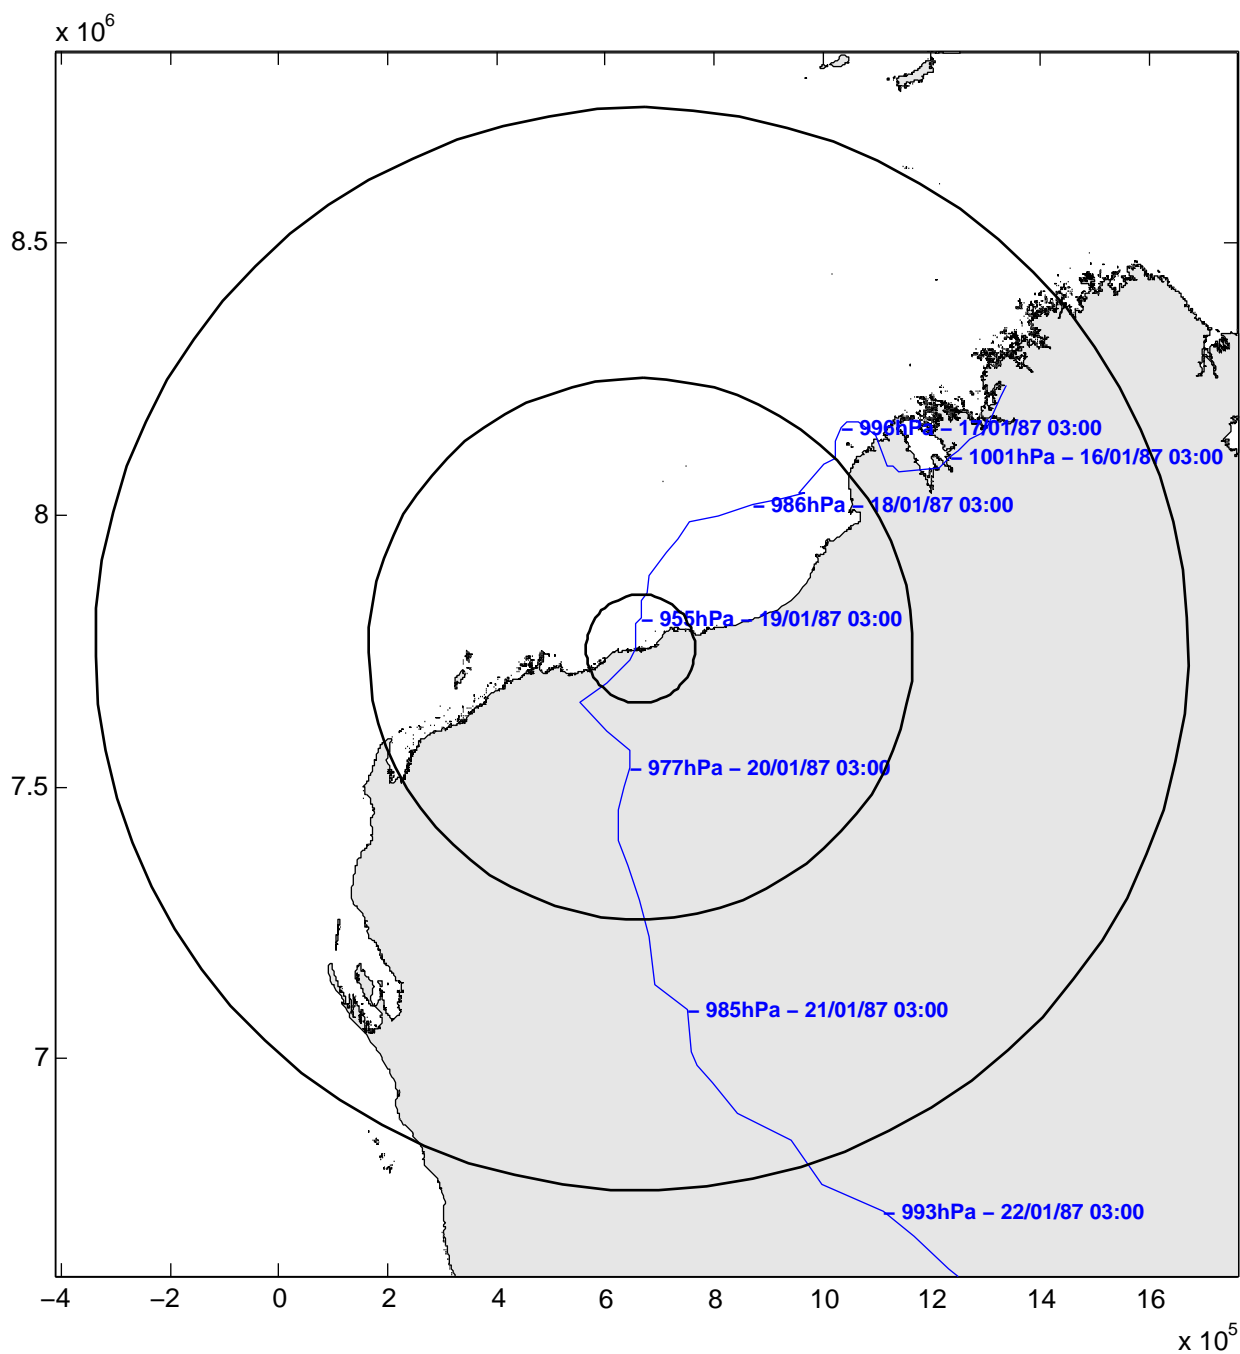 x 10^6
8.5
– 996hPa – 17/01/87 03:00
– 1001hPa – 16/01/87 03:00
– 986hPa – 18/01/87 03:00
8
– 955hPa – 19/01/87 03:00
– 977hPa – 20/01/87 03:00
7.5
– 985hPa – 21/01/87 03:00
7
– 993hPa – 22/01/87 03:00
−4 −2 0 2 4 6 8 10 12 14 16
x 10^5